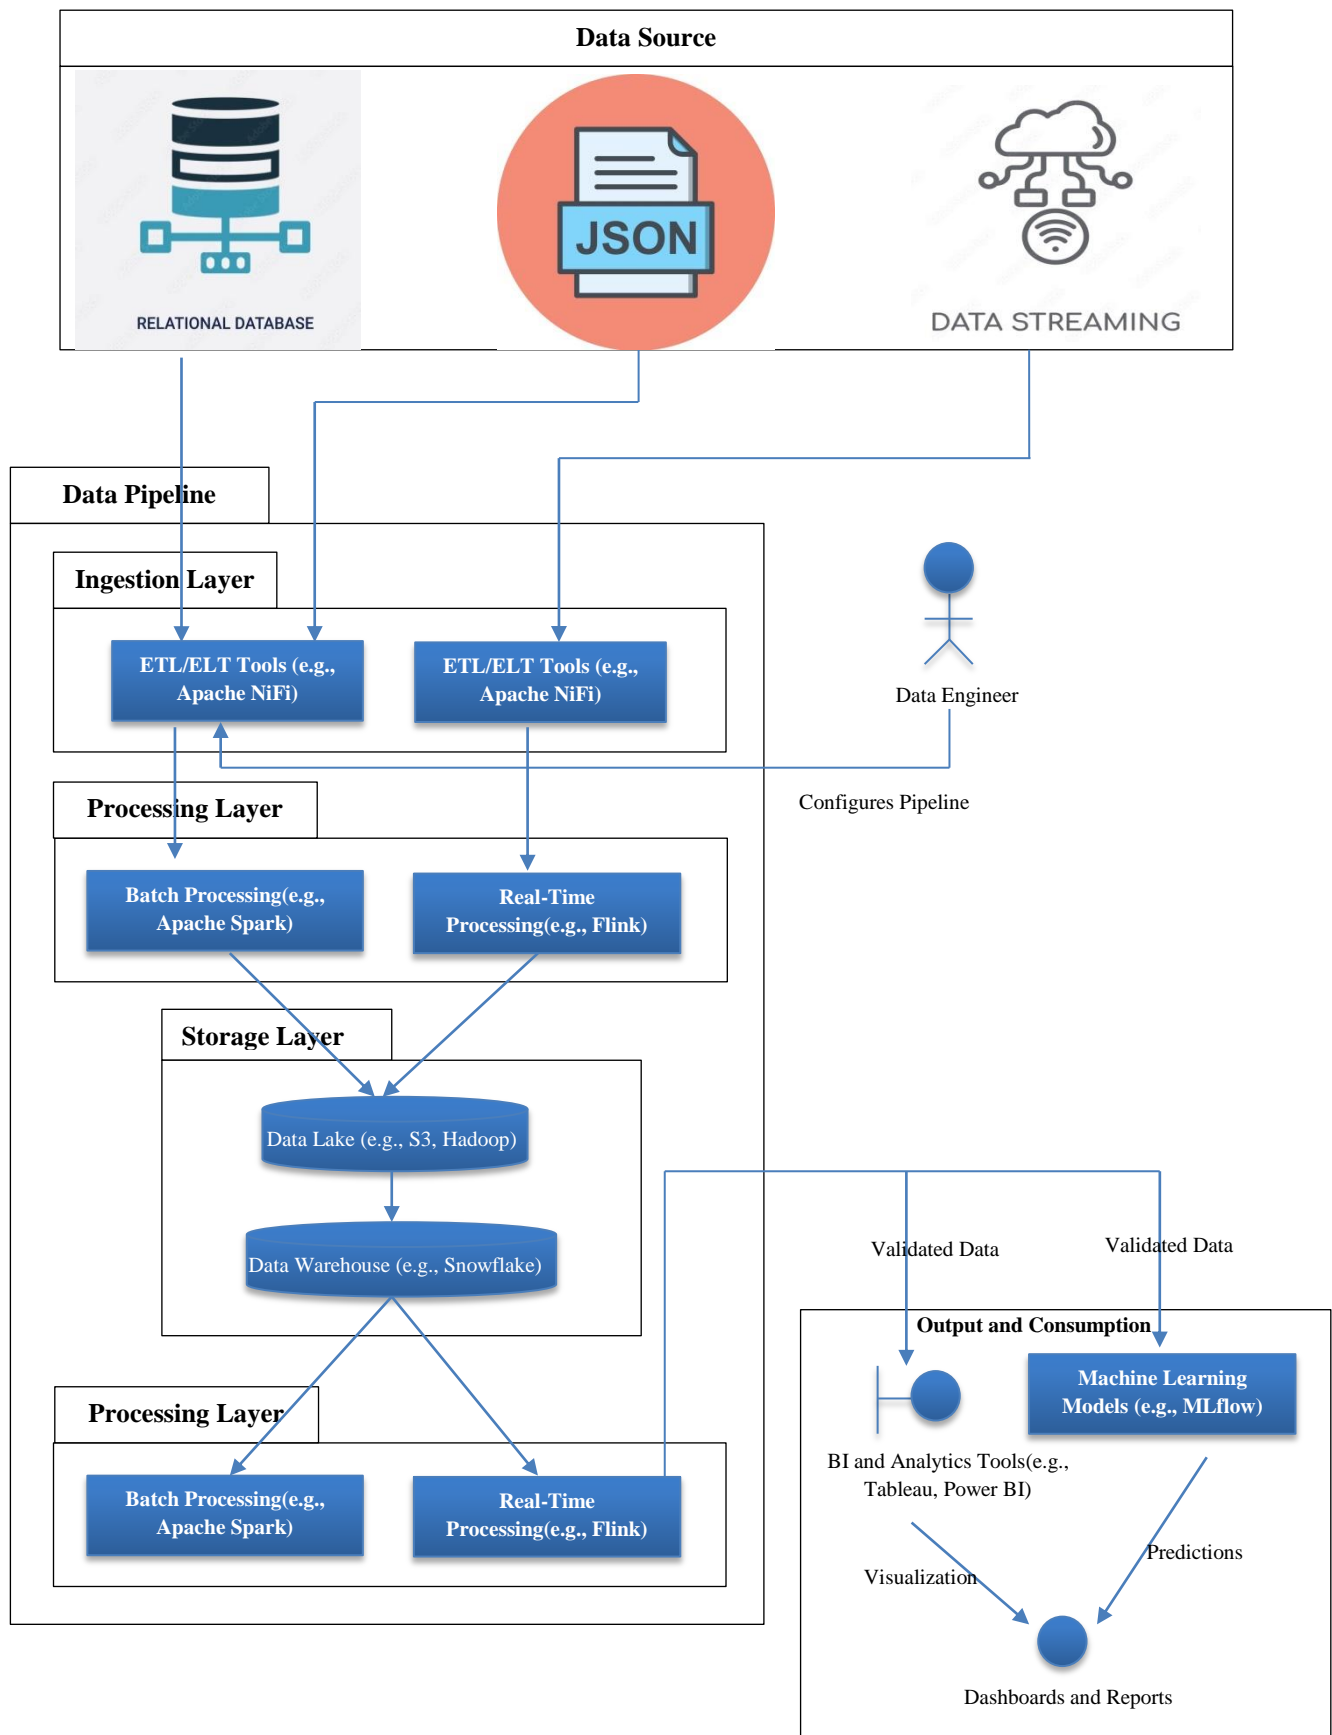 Data Source
RELATIONAL DATABASE
JSON
DATA STREAMING
Data Pipeline
Ingestion Layer
ETL/ELT Tools (e.g.,
Apache NiFi)
ETL/ELT Tools (e.g.,
Apache NiFi)
Data Engineer
Configures Pipeline
Processing Layer
Batch Processing(e.g.,
Apache Spark)
Real-Time
Processing(e.g., Flink)
Storage Layer
Data Lake (e.g., S3, Hadoop)
Data Warehouse (e.g., Snowflake)
Processing Layer
Batch Processing(e.g.,
Apache Spark)
Real-Time
Processing(e.g., Flink)
Validated Data
Validated Data
Output and Consumption
Machine Learning
Models (e.g., MLflow)
BI and Analytics Tools(e.g.,
Tableau, Power BI)
Visualization
Predictions
Dashboards and Reports